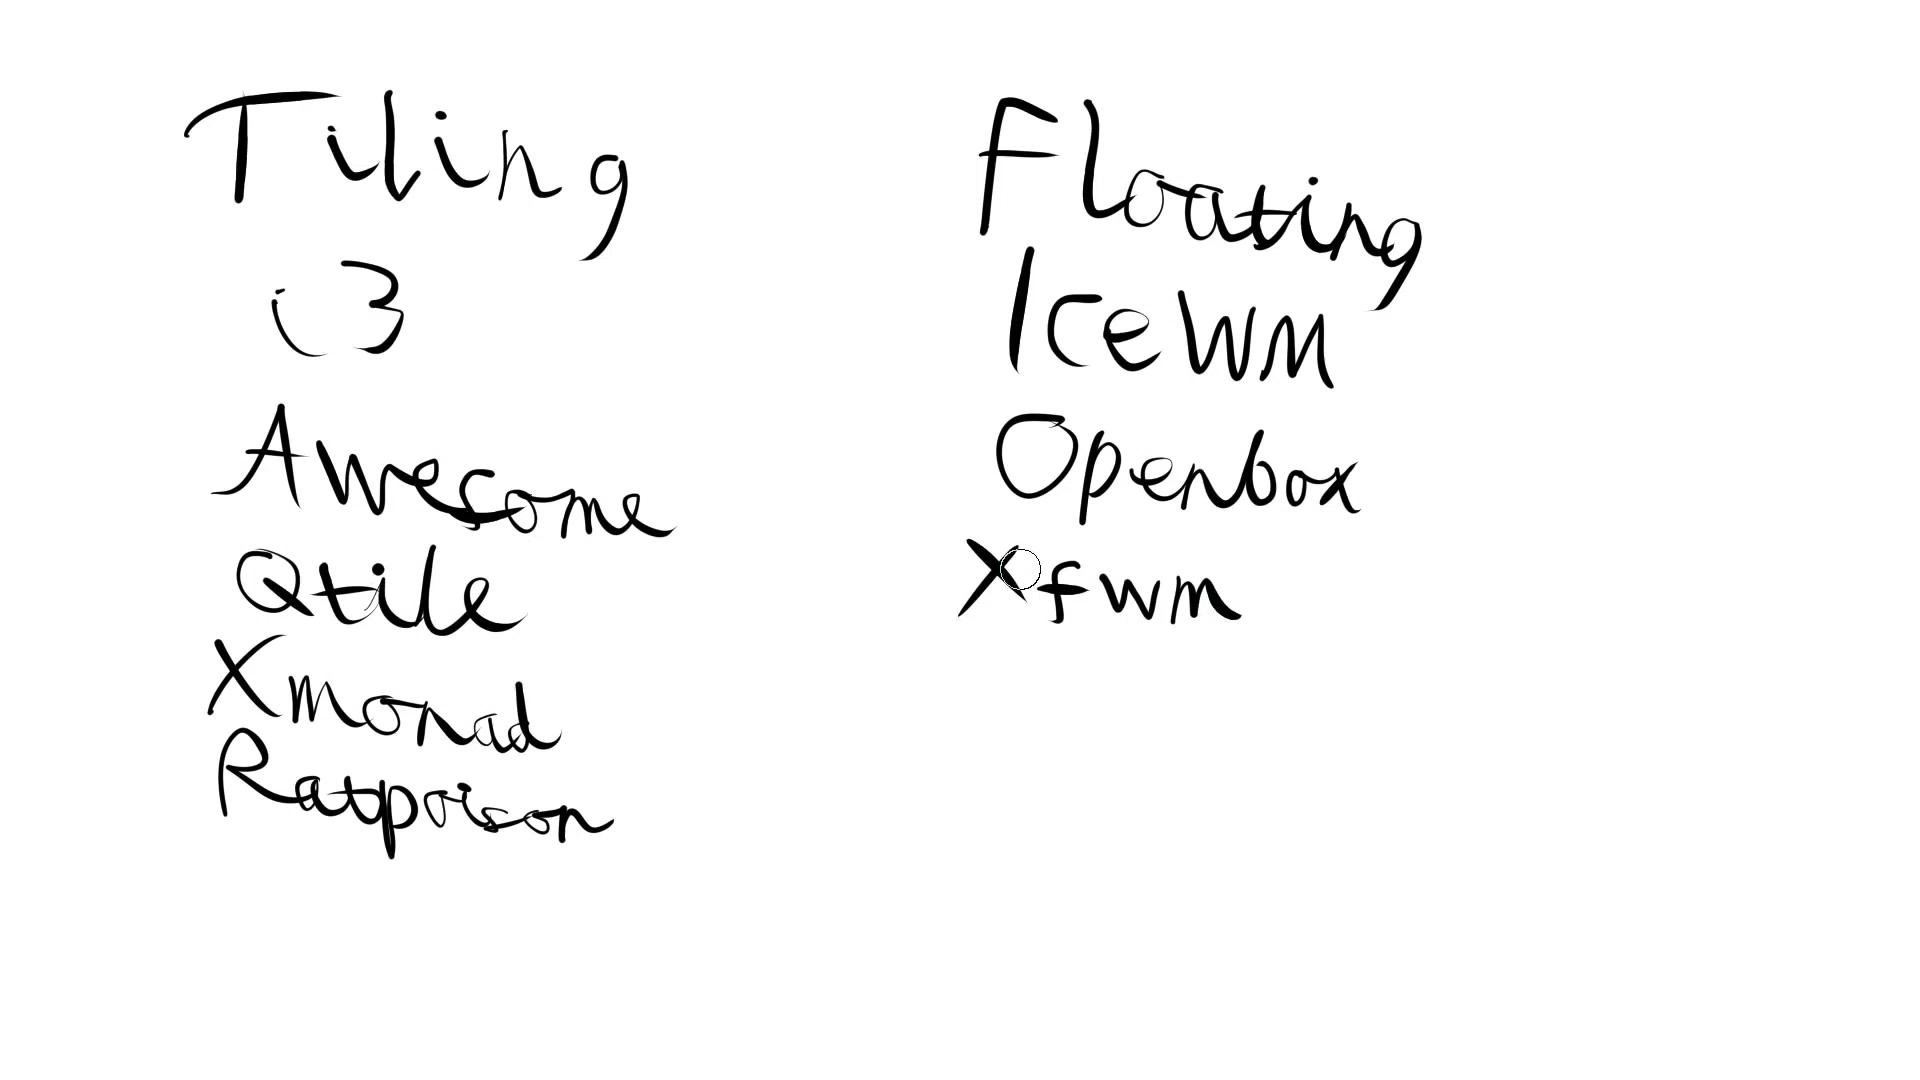 Tiling
i3
Awesome
Qtile
Xmonad
Ratpoison
Floating
IceWM
Openbox
Xfwm